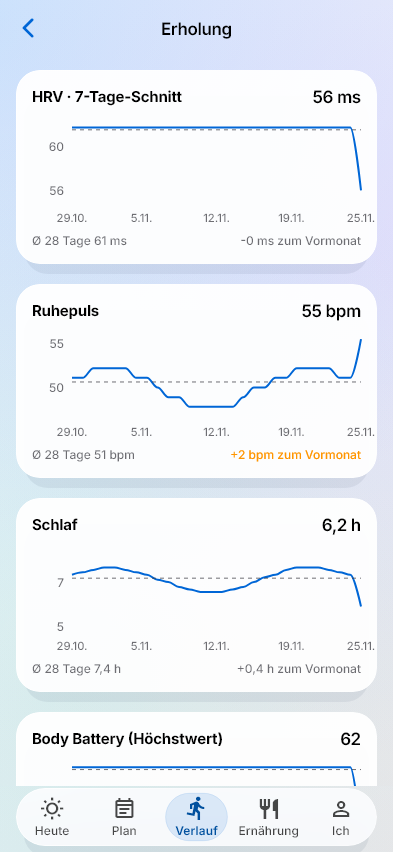 Erholung
HRV · 7-Tage-Schnitt 56 ms
60
56
29.10. 5.11. 12.11. 19.11. 25.11.
Ø 28 Tage 61 ms -0 ms zum Vormonat
Ruhepuls 55 bpm
55
50
29.10. 5.11. 12.11. 19.11. 25.11.
Ø 28 Tage 51 bpm +2 bpm zum Vormonat
Schlaf 6,2 h
7
5
29.10. 5.11. 12.11. 19.11. 25.11.
Ø 28 Tage 7,4 h +0,4 h zum Vormonat
Body Battery (Höchstwert) 62
Heute Plan Verlauf Ernährung Ich